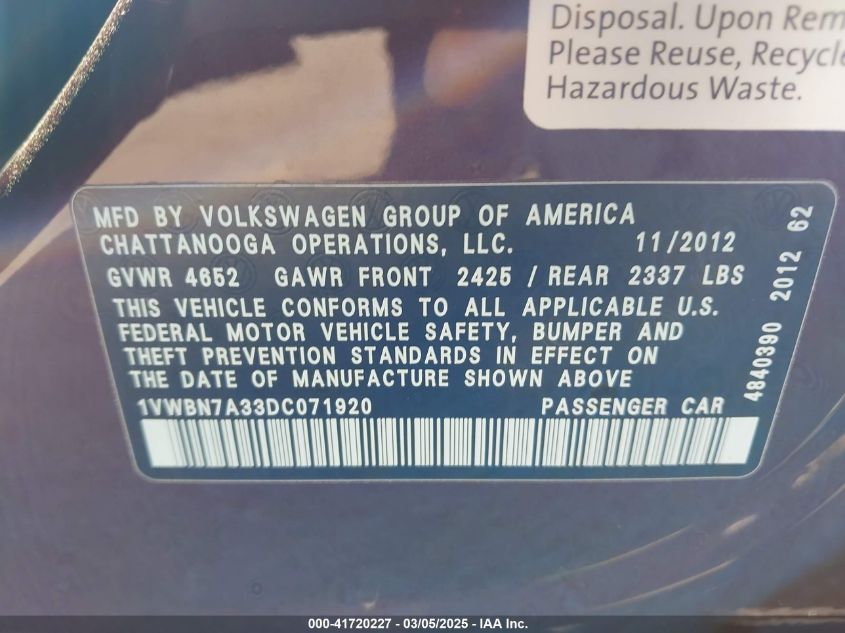 Disposal. Upon Rem
Please Reuse, Recycle
Hazardous Waste.
MFD BY VOLKSWAGEN GROUP OF AMERICA
CHATTANOOGA OPERATIONS, LLC. 11/2012
GVWR 4652 GAWR FRONT 2425 / REAR 2337 LBS
THIS VEHICLE CONFORMS TO ALL APPLICABLE U.S.
FEDERAL MOTOR VEHICLE SAFETY, BUMPER AND
THEFT PREVENTION STANDARDS IN EFFECT ON
THE DATE OF MANUFACTURE SHOWN ABOVE
1VWBN7A33DC071920 PASSENGER CAR
4840390 2012 62
000-41720227 - 03/05/2025 - IAA Inc.